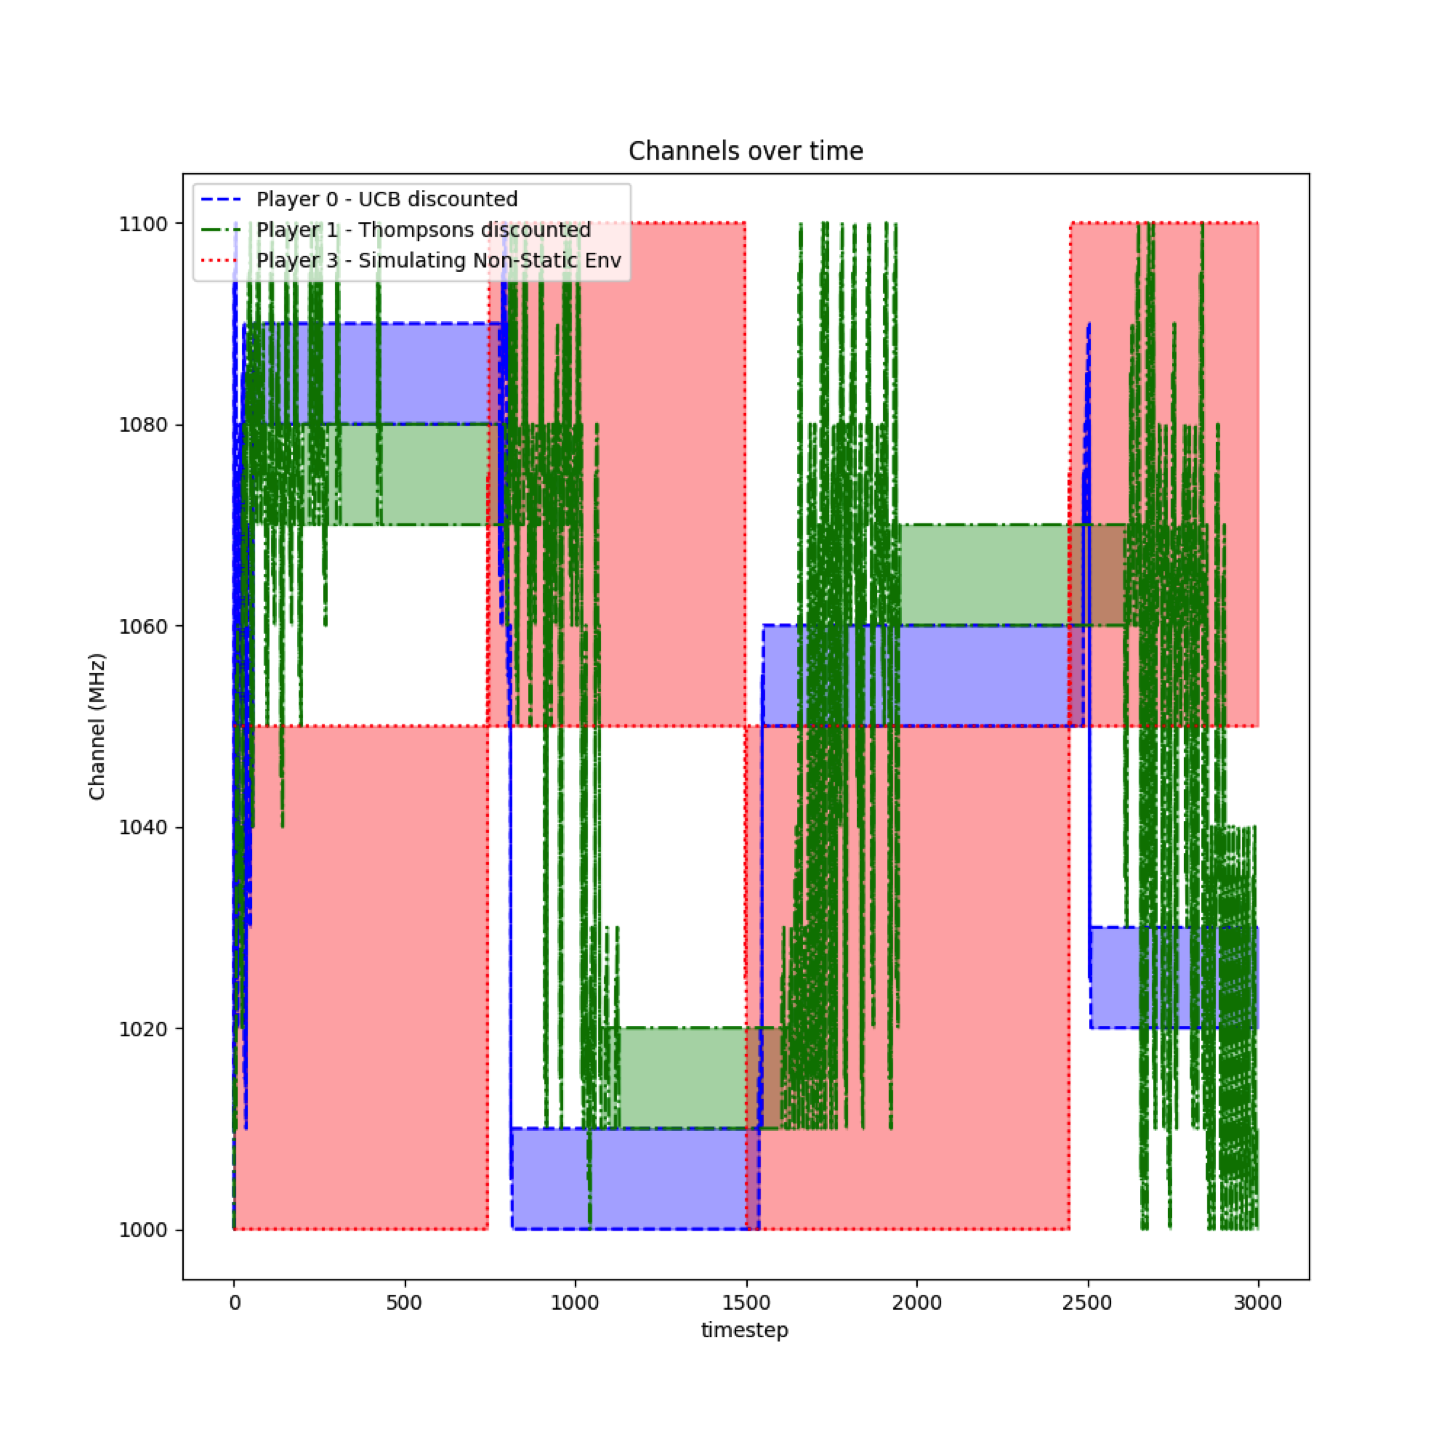 Channels over time
Player 0 - UCB discounted
Player 1 - Thompsons discounted
Player 3 - Simulating Non-Static Env
1100
1080
1060
1040
1020
1000
Channel (MHz)
0 500 1000 1500 2000 2500 3000
timestep